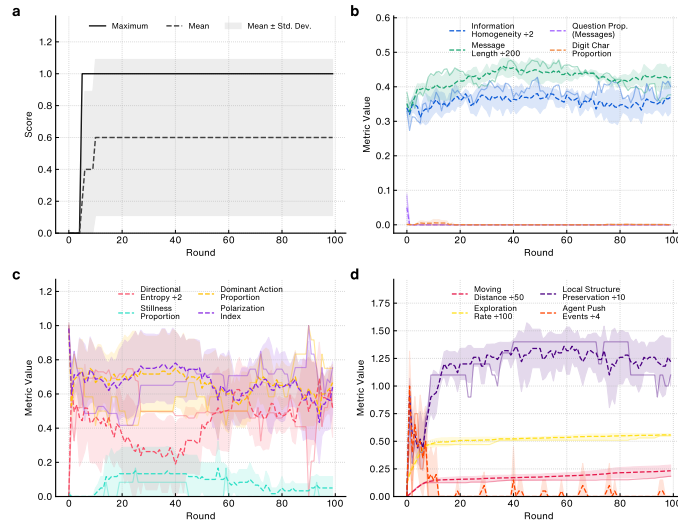 a
Maximum
Mean
Mean ± Std. Dev.
1.2
1.0
0.8
0.6
0.4
0.2
0.0
Score
0 20 40 60 80 100
Round
b
Information
Homogeneity ÷2
Message
Length ÷200
Question Prop.
(Messages)
Digit Char
Proportion
0.6
0.5
0.4
0.3
0.2
0.1
0.0
Metric Value
0 20 40 60 80 100
Round
c
Directional
Entropy ÷2
Stillness
Proportion
Dominant Action
Proportion
Polarization
Index
1.2
1.0
0.8
0.6
0.4
0.2
0.0
Metric Value
0 20 40 60 80 100
Round
d
Moving
Distance ÷50
Exploration
Rate ÷100
Local Structure
Preservation ÷10
Agent Push
Events ÷4
1.75
1.50
1.25
1.00
0.75
0.50
0.25
0.00
Metric Value
0 20 40 60 80 100
Round